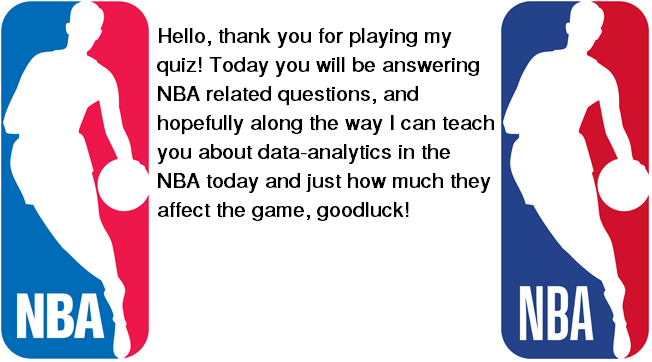 Hello, thank you for playing my
quiz! Today you will be answering
NBA related questions, and
hopefully along the way I can teach
you about data-analytics in the
NBA today and just how much they
affect the game, goodluck!
NBA
NBA